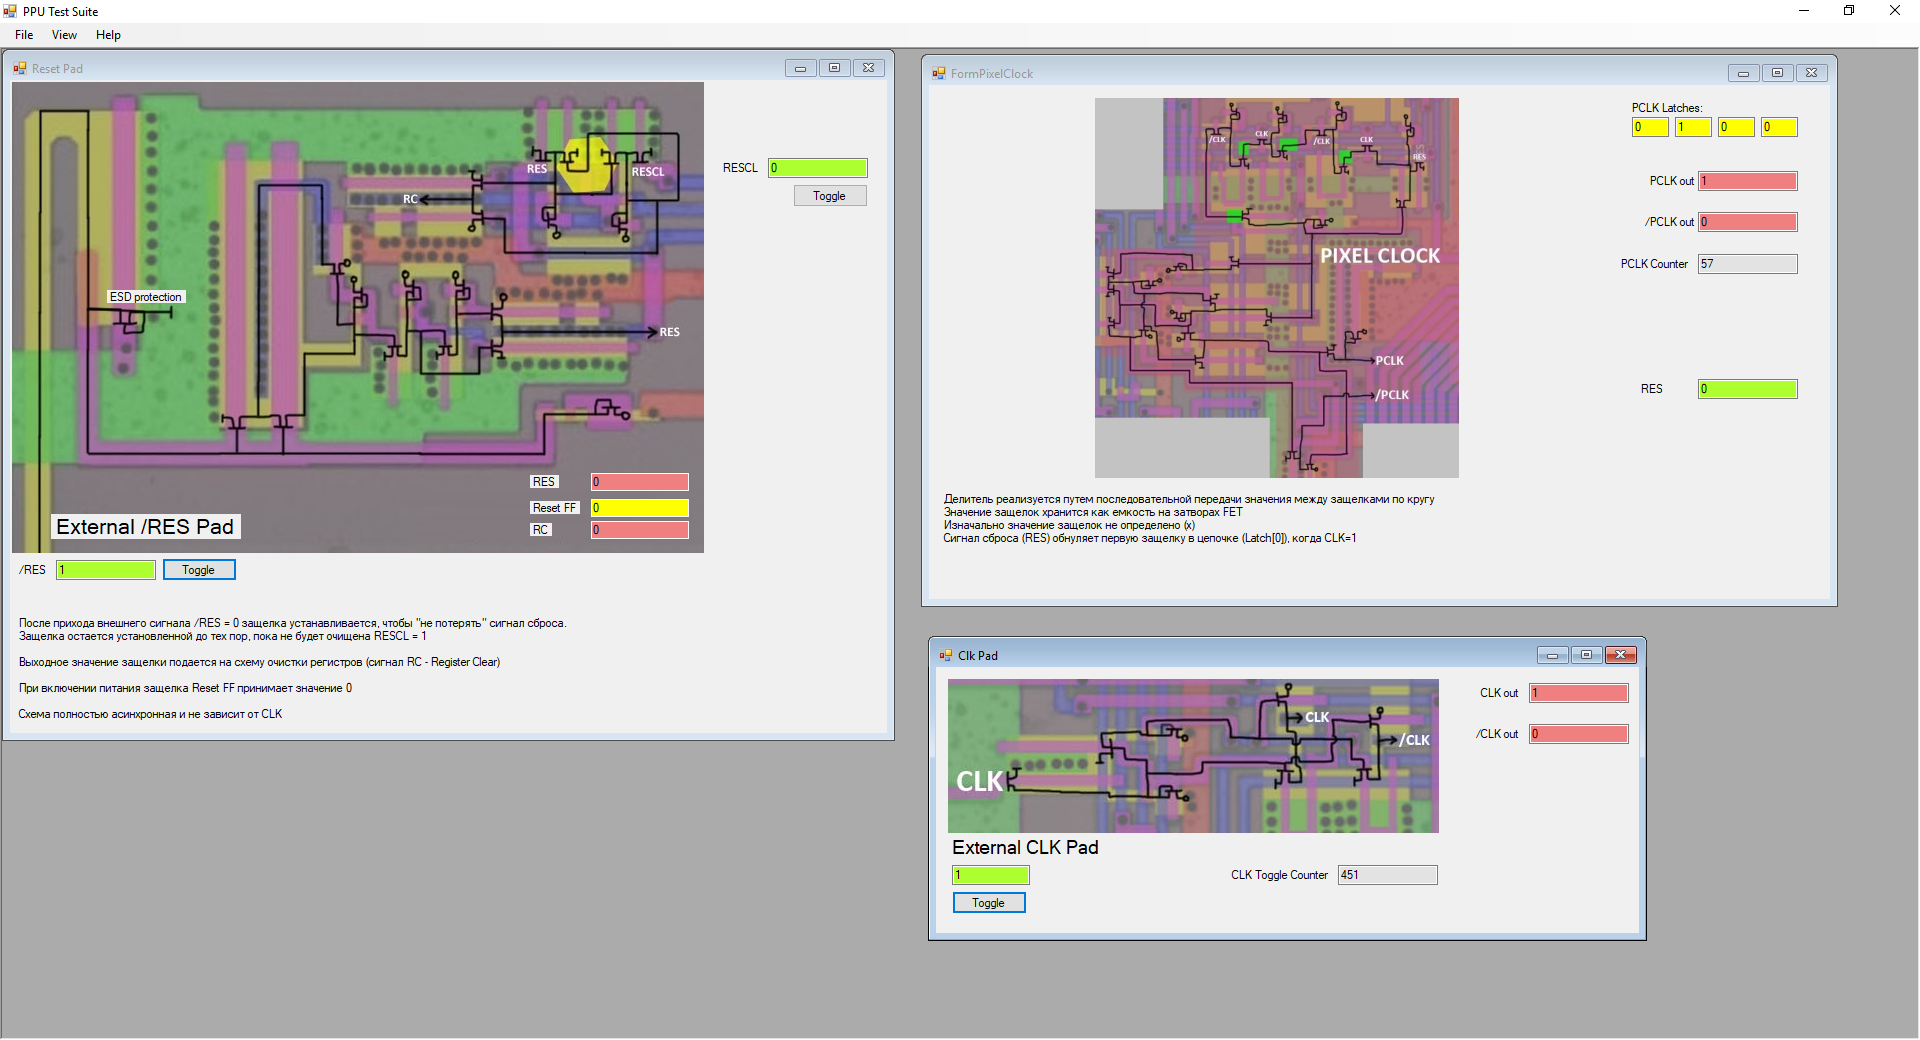 PPU Test Suite
File View Help
Reset Pad
RES
RESCL
RC
ESD protection
RES
RES 0
Reset FF 0
RC 0
External /RES Pad
RESCL 0
Toggle
/RES 1 Toggle
После прихода внешнего сигнала /RES = 0 защелка устанавливается, чтобы "не потерять" сигнал сброса.
Защелка остается установленной до тех пор, пока не будет очищена RESCL = 1
Выходное значение защелки подается на схему очистки регистров (сигнал RC - Register Clear)
При включении питания защелка Reset FF принимает значение 0
Схема полностью асинхронная и не зависит от CLK
FormPixelClock
/CLK
CLK
/CLK
CLK
RES
PIXEL CLOCK
PCLK
/PCLK
PCLK Latches:
0 1 0 0
PCLK out 1
/PCLK out 0
PCLK Counter 57
RES 0
Делитель реализуется путем последовательной передачи значения между защелками по кругу
Значение защелок хранится как емкость на затворах FET
Изначально значение защелок не определено (x)
Сигнал сброса (RES) обнуляет первую защелку в цепочке (Latch[0]), когда CLK=1
Clk Pad
CLK
/CLK
CLK
CLK out 1
/CLK out 0
External CLK Pad
1
CLK Toggle Counter 451
Toggle